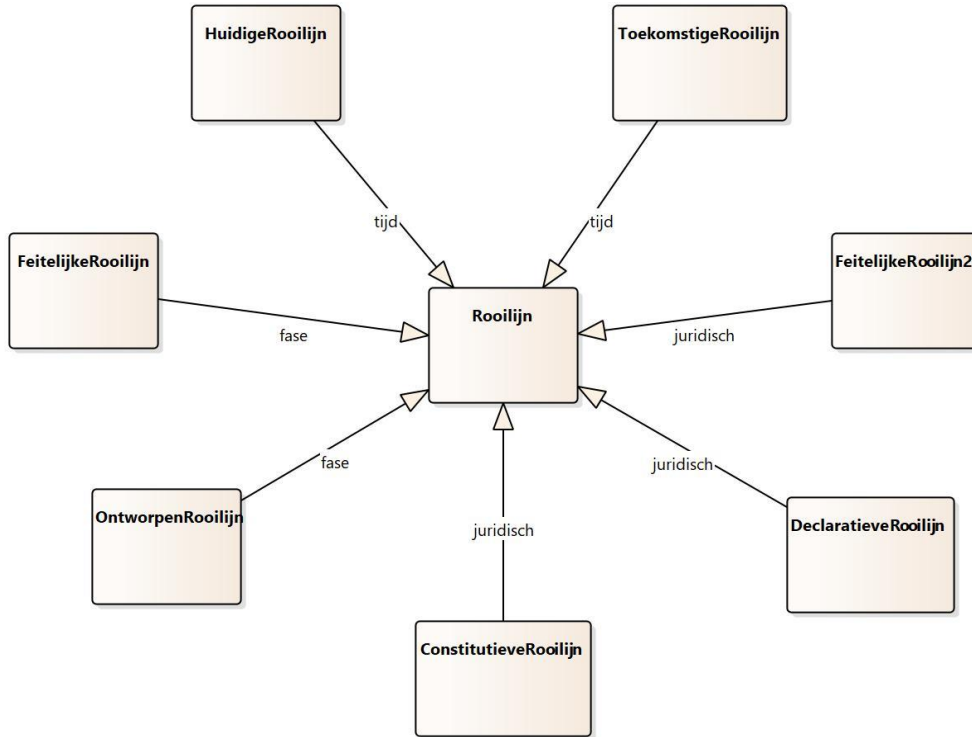 HuidigeRooilijn
ToekomstigeRooilijn
tijd
tijd
FeitelijkeRooilijn
FeitelijkeRooilijn2
Rooilijn
fase
juridisch
fase
juridisch
OntworpenRooilijn
DeclaratieveRooilijn
juridisch
ConstitutieveRooilijn